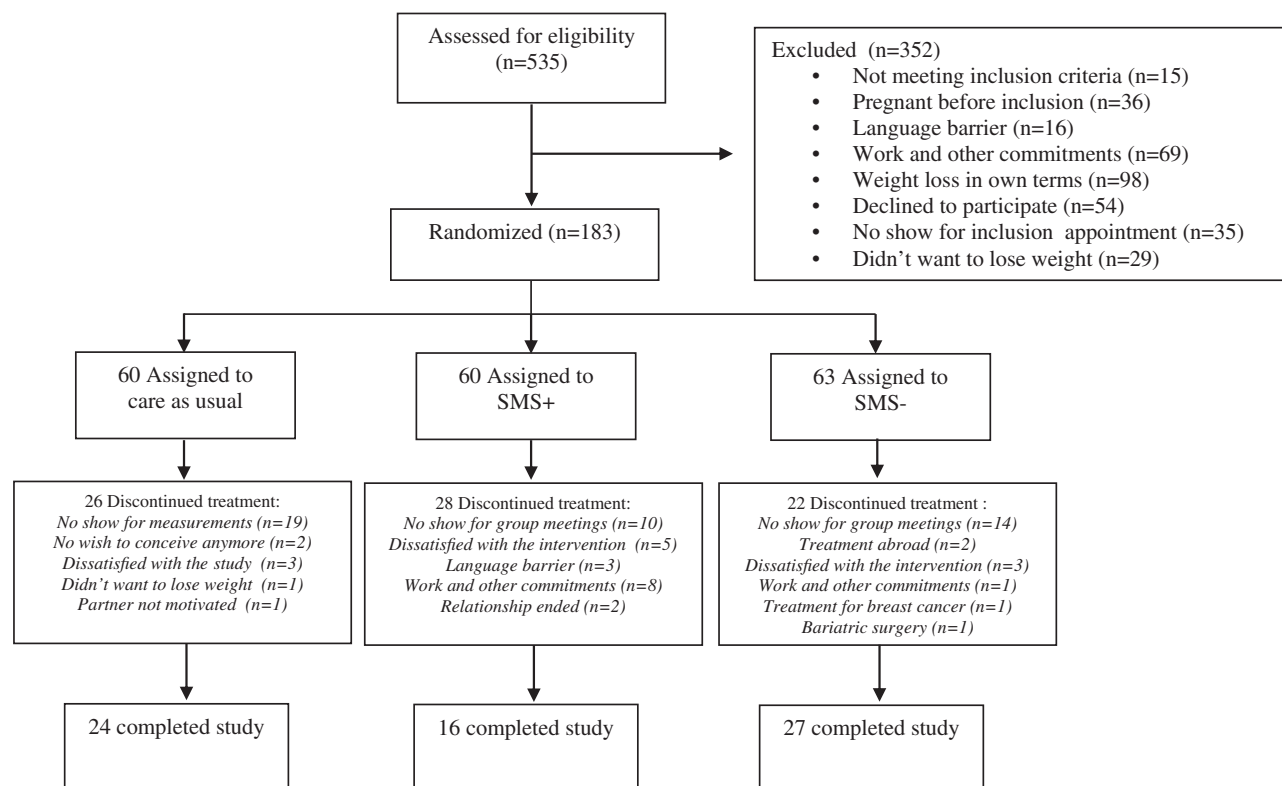 Assessed for eligibility
(n=535)
Excluded (n=352)
• Not meeting inclusion criteria (n=15)
• Pregnant before inclusion (n=36)
• Language barrier (n=16)
• Work and other commitments (n=69)
• Weight loss in own terms (n=98)
• Declined to participate (n=54)
• No show for inclusion appointment (n=35)
• Didn't want to lose weight (n=29)
Randomized (n=183)
60 Assigned to
care as usual
60 Assigned to
SMS+
63 Assigned to
SMS-
26 Discontinued treatment:
No show for measurements (n=19)
No wish to conceive anymore (n=2)
Dissatisfied with the study (n=3)
Didn't want to lose weight (n=1)
Partner not motivated (n=1)
28 Discontinued treatment:
No show for group meetings (n=10)
Dissatisfied with the intervention (n=5)
Language barrier (n=3)
Work and other commitments (n=8)
Relationship ended (n=2)
22 Discontinued treatment :
No show for group meetings (n=14)
Treatment abroad (n=2)
Dissatisfied with the intervention (n=3)
Work and other commitments (n=1)
Treatment for breast cancer (n=1)
Bariatric surgery (n=1)
24 completed study
16 completed study
27 completed study